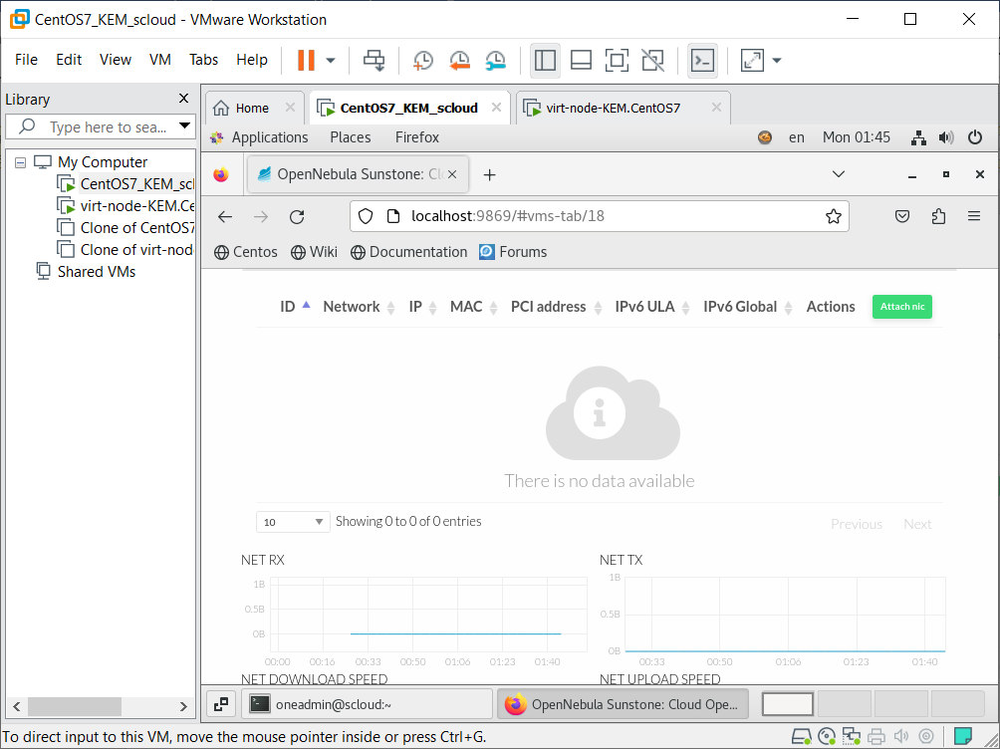 CentOS7_KEM_scloud - VMware Workstation
File Edit View VM Tabs Help
Library
Type here to sea...
My Computer
CentOS7_KEM_scl
virt-node-KEM.Ce
Clone of CentOS7
Clone of virt-nod
Shared VMs
Home
CentOS7_KEM_scloud
virt-node-KEM.CentOS7
Applications Places Firefox
en Mon 01:45
OpenNebula Sunstone: Cl
localhost:9869/#vms-tab/18
Centos Wiki Documentation Forums
ID Network IP MAC PCI address IPv6 ULA IPv6 Global Actions Attach nic
There is no data available
10 Showing 0 to 0 of 0 entries
Previous Next
NET RX
1B
0.5B
0B
00:00 00:16 00:33 00:50 01:06 01:23 01:40
NET TX
1B
0.5B
0B
00:33 00:50 01:06 01:23 01:40
NET DOWNLOAD SPEED
NET UPLOAD SPEED
oneadmin@scloud:~
OpenNebula Sunstone: Cloud Ope...
To direct input to this VM, move the mouse pointer inside or press Ctrl+G.